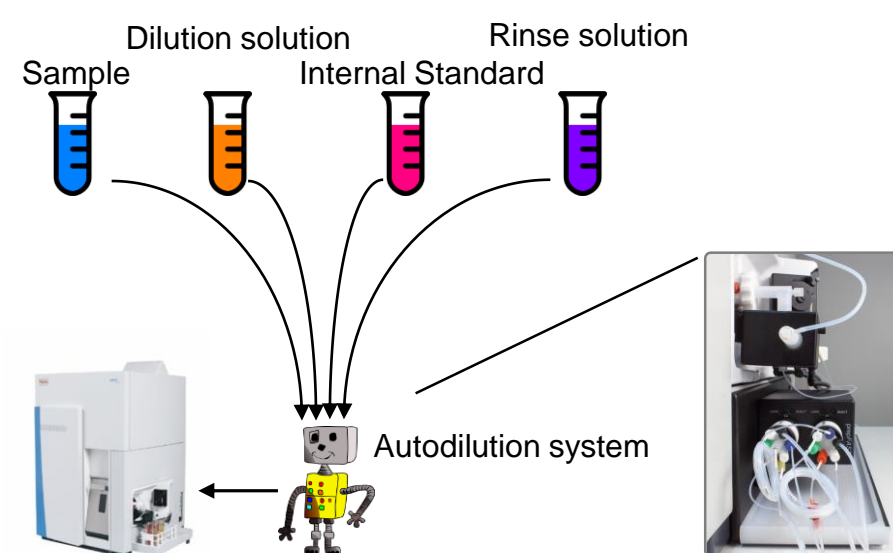 Dilution solution
Rinse solution
Sample
Internal Standard
Autodilution system